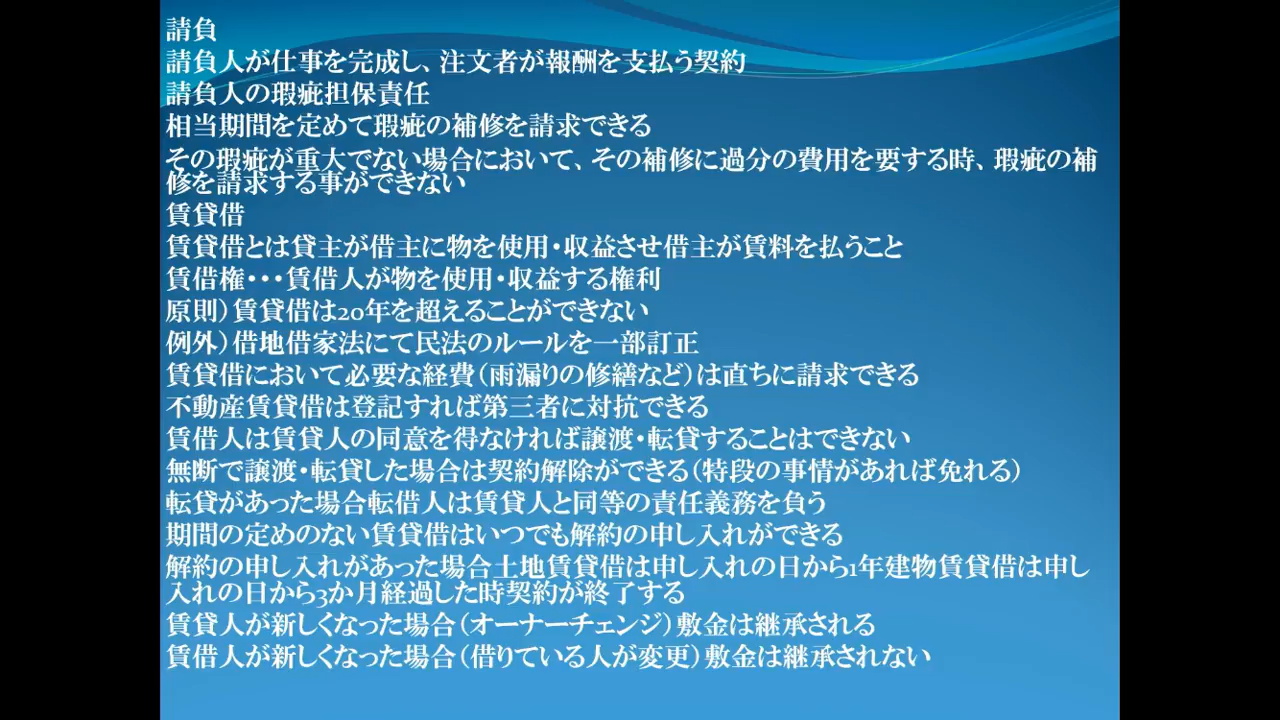 請負
請負人が仕事を完成し、注文者が報酬を支払う契約
請負人の瑕疵担保責任
相当期間を定めて瑕疵の補修を請求できる
その瑕疵が重大でない場合において、その補修に過分の費用を要する時、瑕疵の補
修を請求する事ができない
賃貸借
賃貸借とは貸主が借主に物を使用・収益させ借主が賃料を払うこと
賃借権・・・賃借人が物を使用・収益する権利
原則）賃貸借は20年を超えることができない
例外）借地借家法にて民法のルールを一部訂正
賃貸借において必要な経費（雨漏りの修繕など）は直ちに請求できる
不動産賃貸借は登記すれば第三者に対抗できる
賃借人は賃貸人の同意を得なければ譲渡・転貸することはできない
無断で譲渡・転貸した場合は契約解除ができる（特段の事情があれば免れる）
転貸があった場合転借人は賃貸人と同等の責任義務を負う
期間の定めのない賃貸借はいつでも解約の申し入れができる
解約の申し入れがあった場合土地賃貸借は申し入れの日から1年建物賃貸借は申し
入れの日から3か月経過した時契約が終了する
賃貸人が新しくなった場合（オーナーチェンジ）敷金は継承される
賃借人が新しくなった場合（借りている人が変更）敷金は継承されない